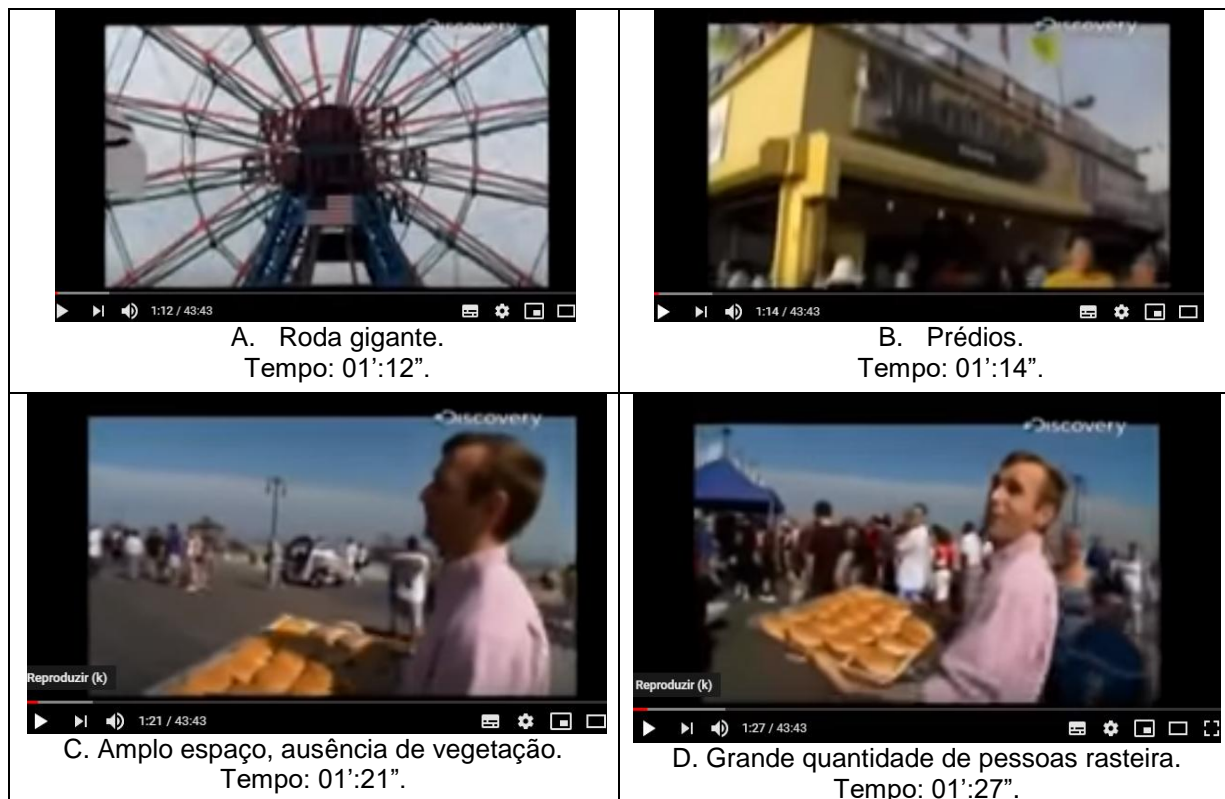 Discovery
WONDER
1:12 / 43:43
A. Roda gigante.
Tempo: 01’:12”.
Discovery
1:14 / 43:43
B. Prédios.
Tempo: 01’:14”.
Discovery
Reproduzir (k)
1:21 / 43:43
C. Amplo espaço, ausência de vegetação.
Tempo: 01’:21”.
Discovery
Reproduzir (k)
1:27 / 43:43
D. Grande quantidade de pessoas rasteira.
Tempo: 01’:27”.